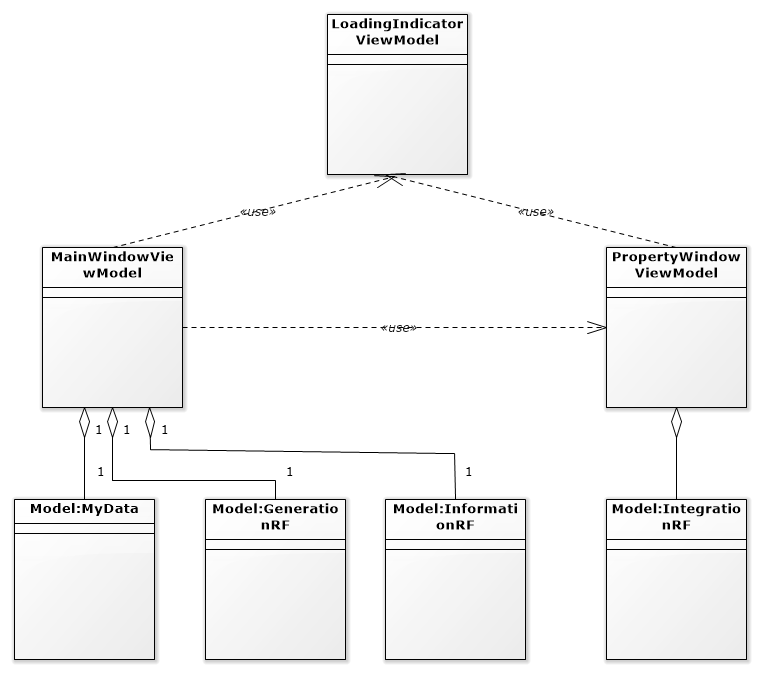 LoadingIndicator
ViewModel
«use»
«use»
MainWindowVie
wModel
PropertyWindow
ViewModel
«use»
1
1
1
1
1
1
Model:MyData
Model:Generatio
nRF
Model:Informati
onRF
Model:Integratio
nRF